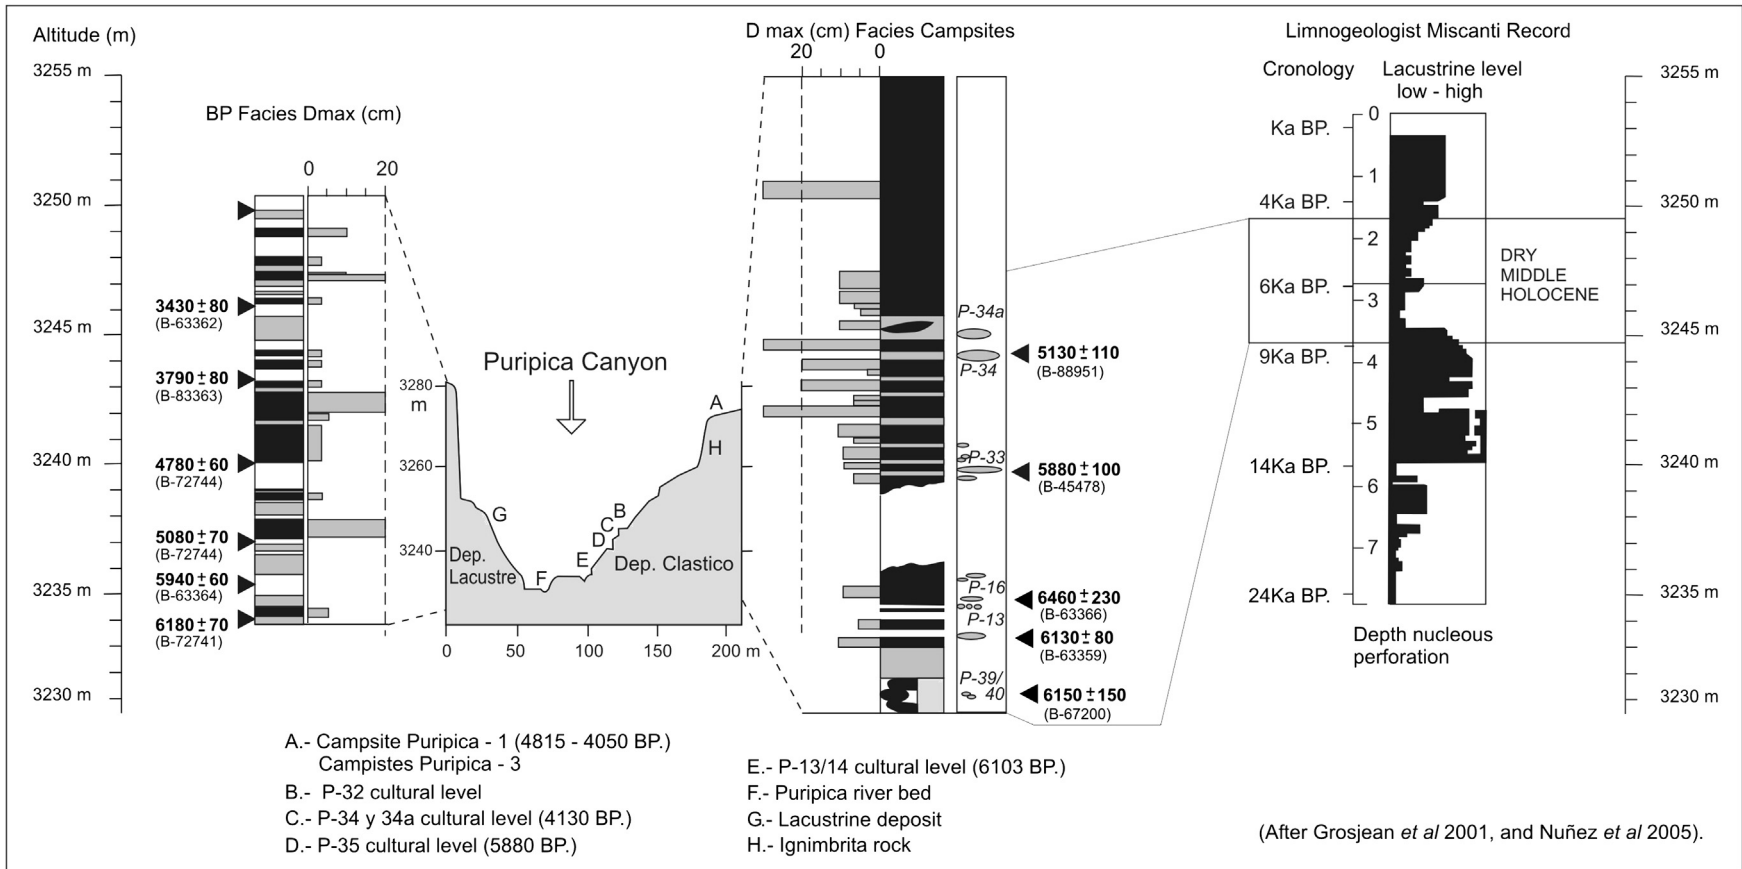 Altitude (m)
3255 m
3250 m
3245 m
3240 m
3235 m
3230 m
BP Facies Dmax (cm)
0 20
3430 ± 80
(B-63362)
3790 ± 80
(B-83363)
4780 ± 60
(B-72744)
5080 ± 70
(B-72744)
5940 ± 60
(B-63364)
6180 ± 70
(B-72741)
Puripica Canyon
3280
m
3260
3240
A
H
G
B
C
D
E
F
Dep.
Lacustre
Dep. Clastico
0 50 100 150 200 m
D max (cm) Facies Campsites
20 0
P-34a
P-34
P-33
P-16
P-13
P-39/
40
5130 ± 110
(B-88951)
5880 ± 100
(B-45478)
6460 ± 230
(B-63366)
6130 ± 80
(B-63359)
6150 ± 150
(B-67200)
Limnogeologist Miscanti Record
Cronology Lacustrine level
low - high
Ka BP.
4Ka BP.
6Ka BP.
9Ka BP.
14Ka BP.
24Ka BP.
0
1
2
3
4
5
6
7
DRY
MIDDLE
HOLOCENE
Depth nucleous
perforation
3255 m
3250 m
3245 m
3240 m
3235 m
3230 m
A.- Campsite Puripica - 1 (4815 - 4050 BP.)
Campistes Puripica - 3
B.- P-32 cultural level
C.- P-34 y 34a cultural level (4130 BP.)
D.- P-35 cultural level (5880 BP.)
E.- P-13/14 cultural level (6103 BP.)
F.- Puripica river bed
G.- Lacustrine deposit
H.- Ignimbrita rock
(After Grosjean et al 2001, and Nuñez et al 2005).